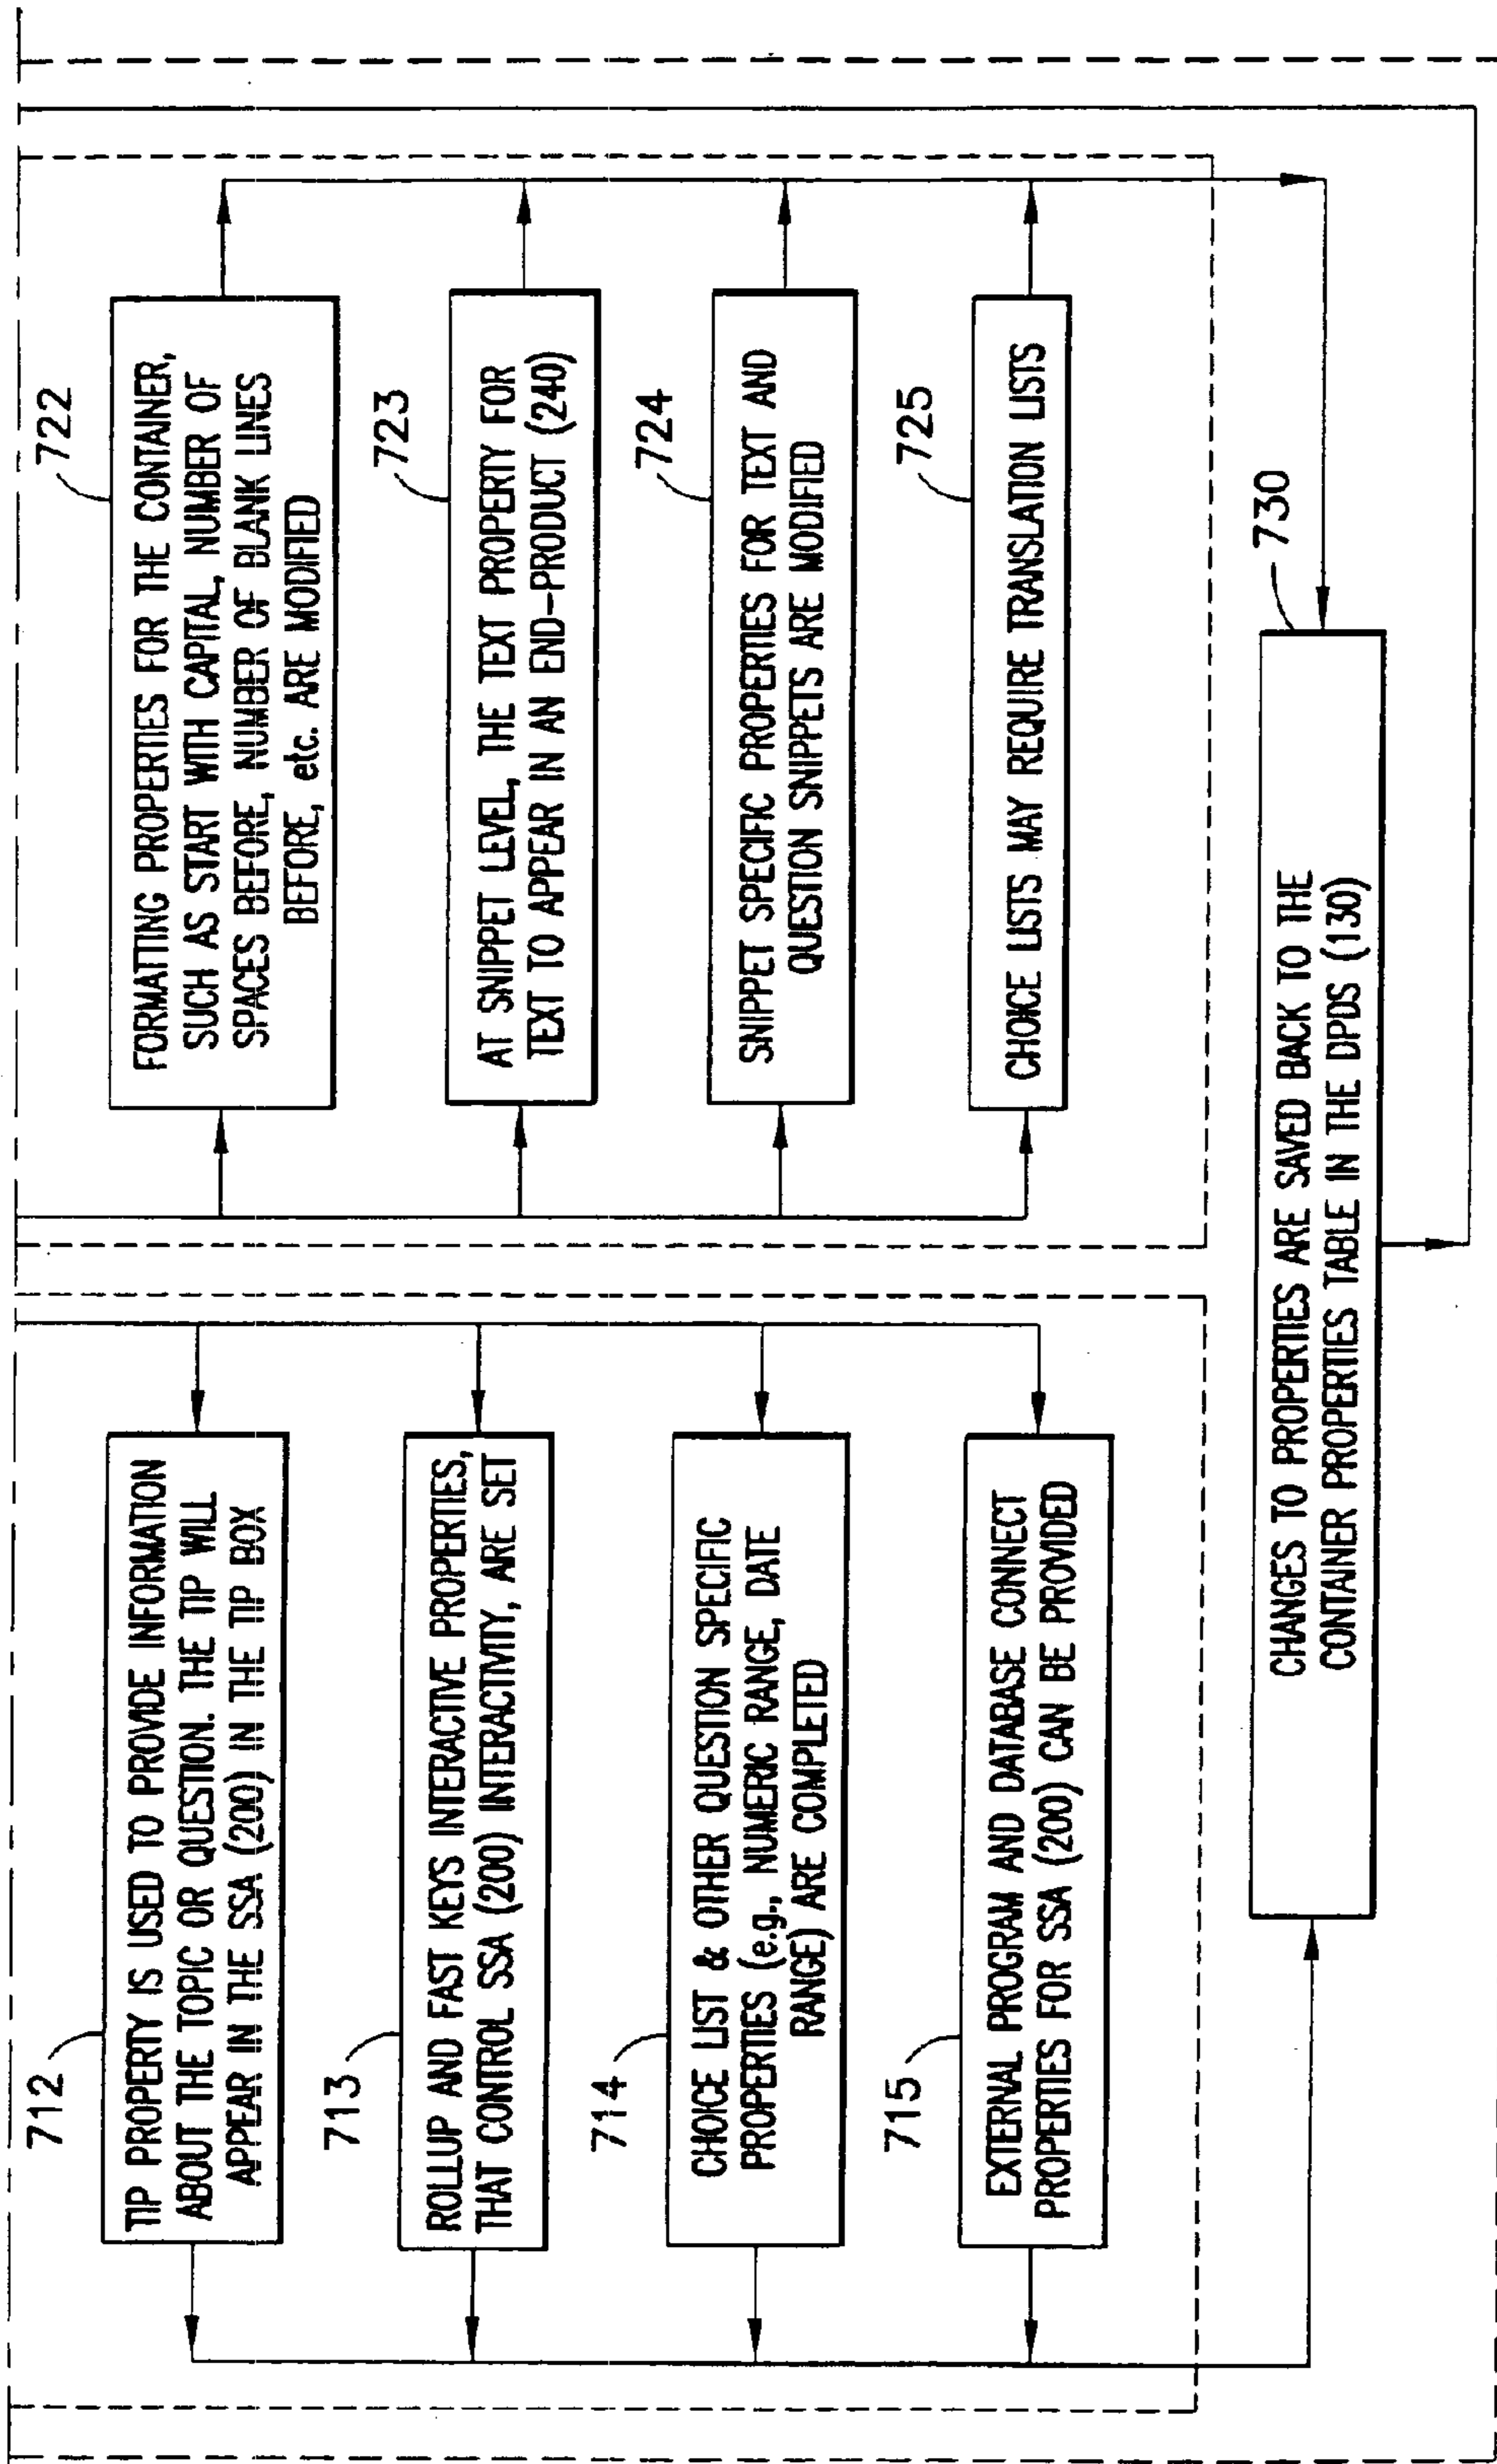 712
TIP PROPERTY IS USED TO PROVIDE INFORMATION
ABOUT THE TOPIC OR QUESTION. THE TIP WILL
APPEAR IN THE SSA (200) IN THE TIP BOX
713
ROLLUP AND FAST KEYS INTERACTIVE PROPERTIES,
THAT CONTROL SSA (200) INTERACTIVITY, ARE SET
714
CHOICE LIST & OTHER QUESTION SPECIFIC
PROPERTIES (e.g., NUMERIC RANGE, DATE
RANGE) ARE COMPLETED
715
EXTERNAL PROGRAM AND DATABASE CONNECT
PROPERTIES FOR SSA (200) CAN BE PROVIDED
722
FORMATTING PROPERTIES FOR THE CONTAINER,
SUCH AS START WITH CAPITAL, NUMBER OF
SPACES BEFORE, NUMBER OF BLANK LINES
BEFORE, etc. ARE MODIFIED
723
AT SNIPPET LEVEL, THE TEXT PROPERTY FOR
TEXT TO APPEAR IN AN END-PRODUCT (240)
724
SNIPPET SPECIFIC PROPERTIES FOR TEXT AND
QUESTION SNIPPETS ARE MODIFIED
725
CHOICE LISTS MAY REQUIRE TRANSLATION LISTS
730
CHANGES TO PROPERTIES ARE SAVED BACK TO THE
CONTAINER PROPERTIES TABLE IN THE DPDS (130)